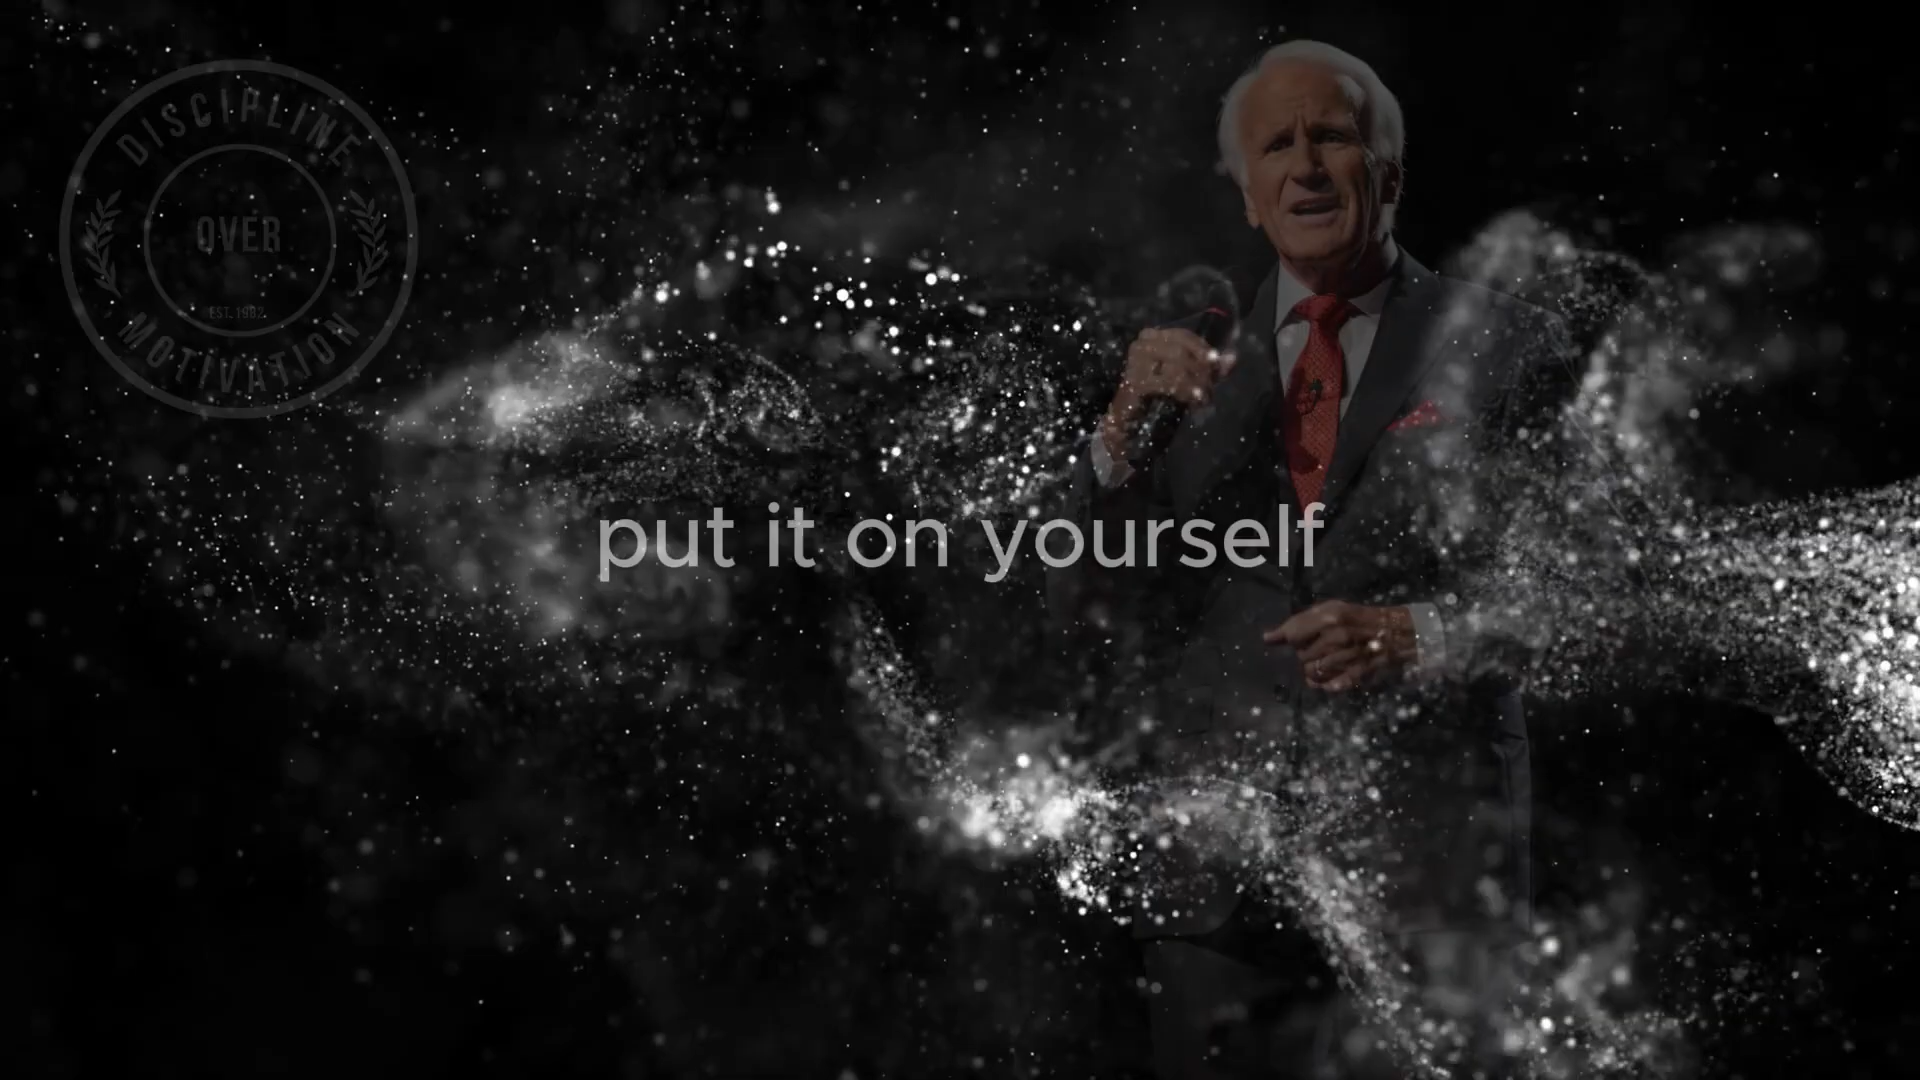 DISCIPLINE
OVER
EST. 1982
MOTIVATION
put it on yourself